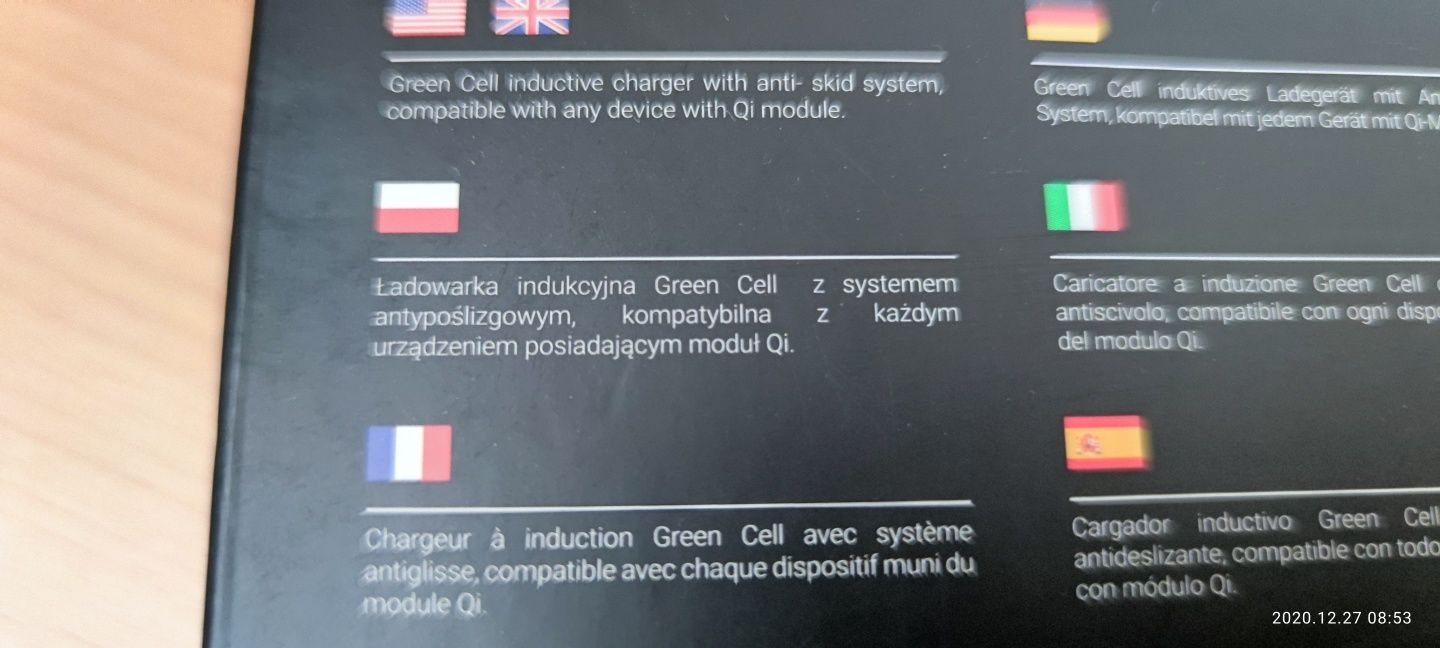 Green Cell inductive charger with anti- skid system,
compatible with any device with Qi module.
Green Cell induktives Ladegerät mit
System, kompatibel mit jedem Gerät mit
Ładowarka indukcyjna Green Cell z systemem
antypoślizgowym, kompatybilna z każdym
urządzeniem posiadającym moduł Qi.
Caricatore a induzione Green Cell
antiscivolo, compatibile con ogni
del modulo Qi.
Chargeur à induction Green Cell avec système
antiglisse, compatible avec chaque dispositif muni du
module Qi.
Cargador inductivo Green Cell
antideslizante, compatible con todo
con módulo Qi.
2020.12.27 08:53